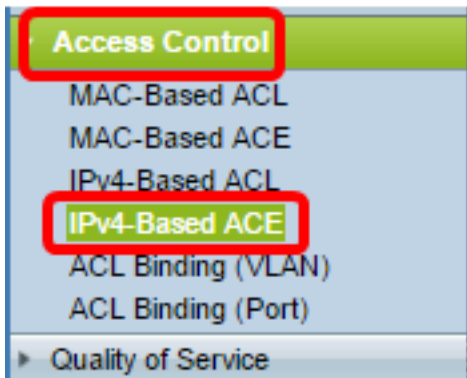 Access Control
MAC-Based ACL
MAC-Based ACE
IPv4-Based ACL
IPv4-Based ACE
ACL Binding (VLAN)
ACL Binding (Port)
Quality of Service